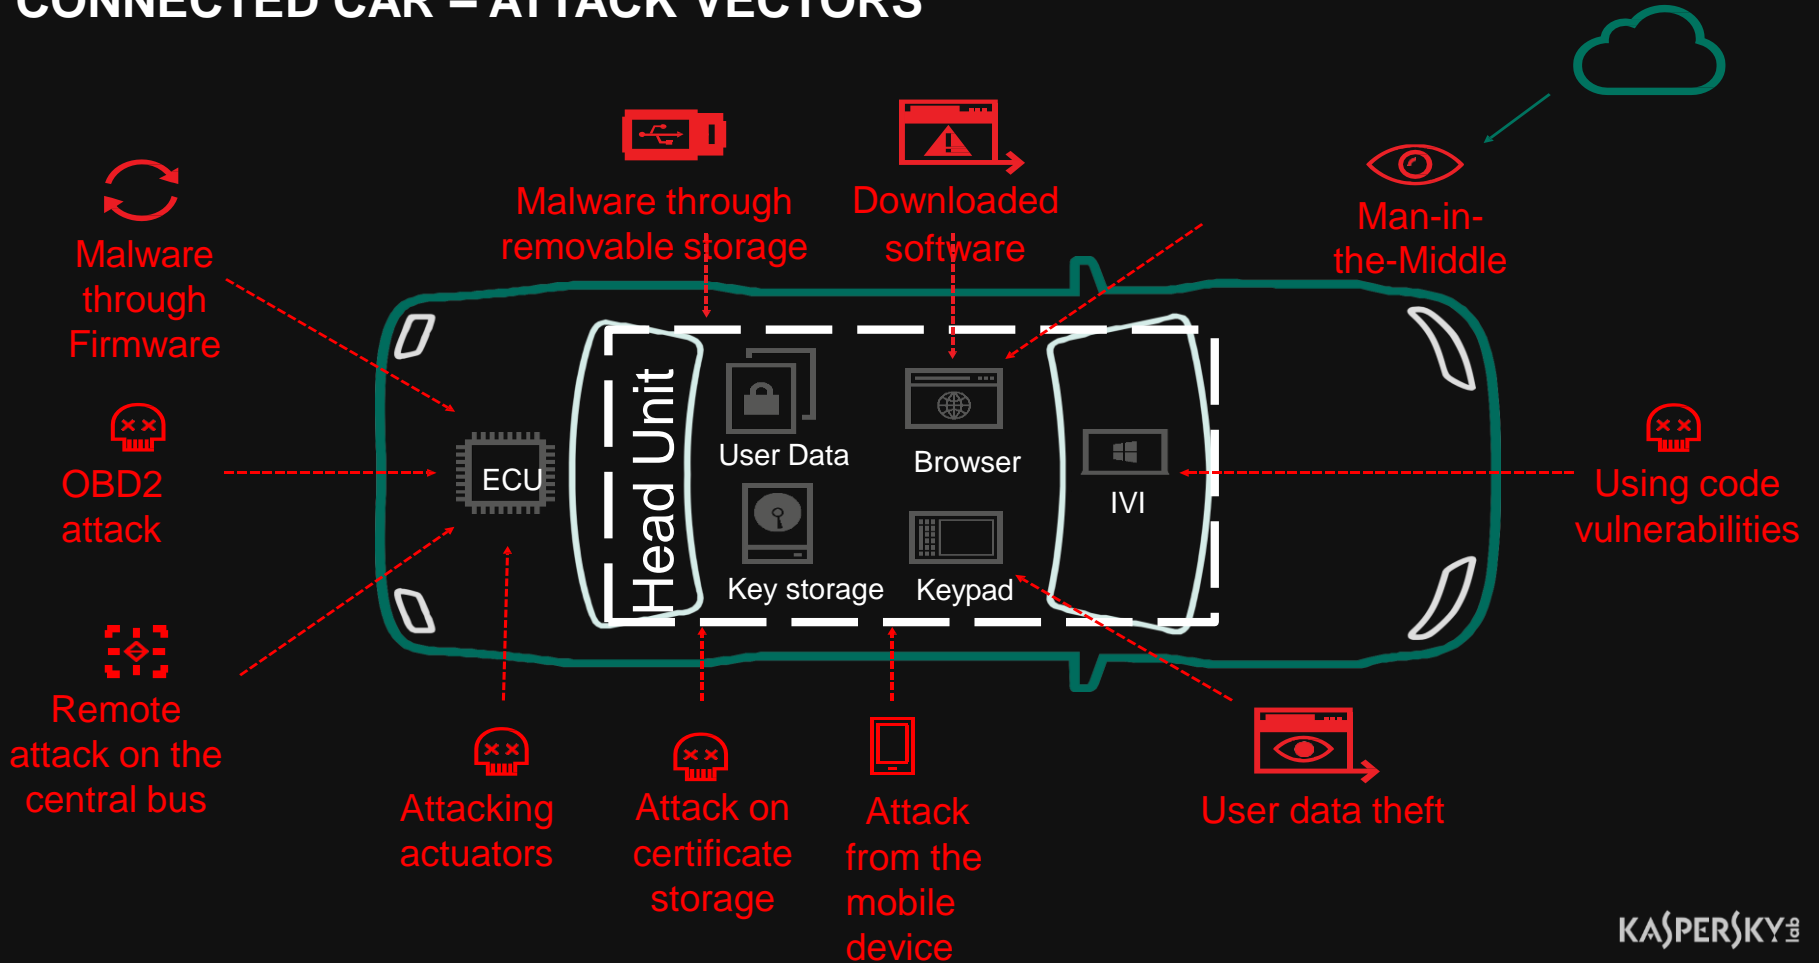 CONNECTED CAR – ATTACK VECTORS
Malware through
removable storage
Downloaded
software
Man-in-
the-Middle
Malware
through
Firmware
OBD2
attack
ECU
Head Unit
User Data
Browser
IVI
Key storage
Keypad
Using code
vulnerabilities
Remote
attack on the
central bus
Attacking
actuators
Attack on
certificate
storage
Attack
from the
mobile
device
User data theft
KASPERSKY lab